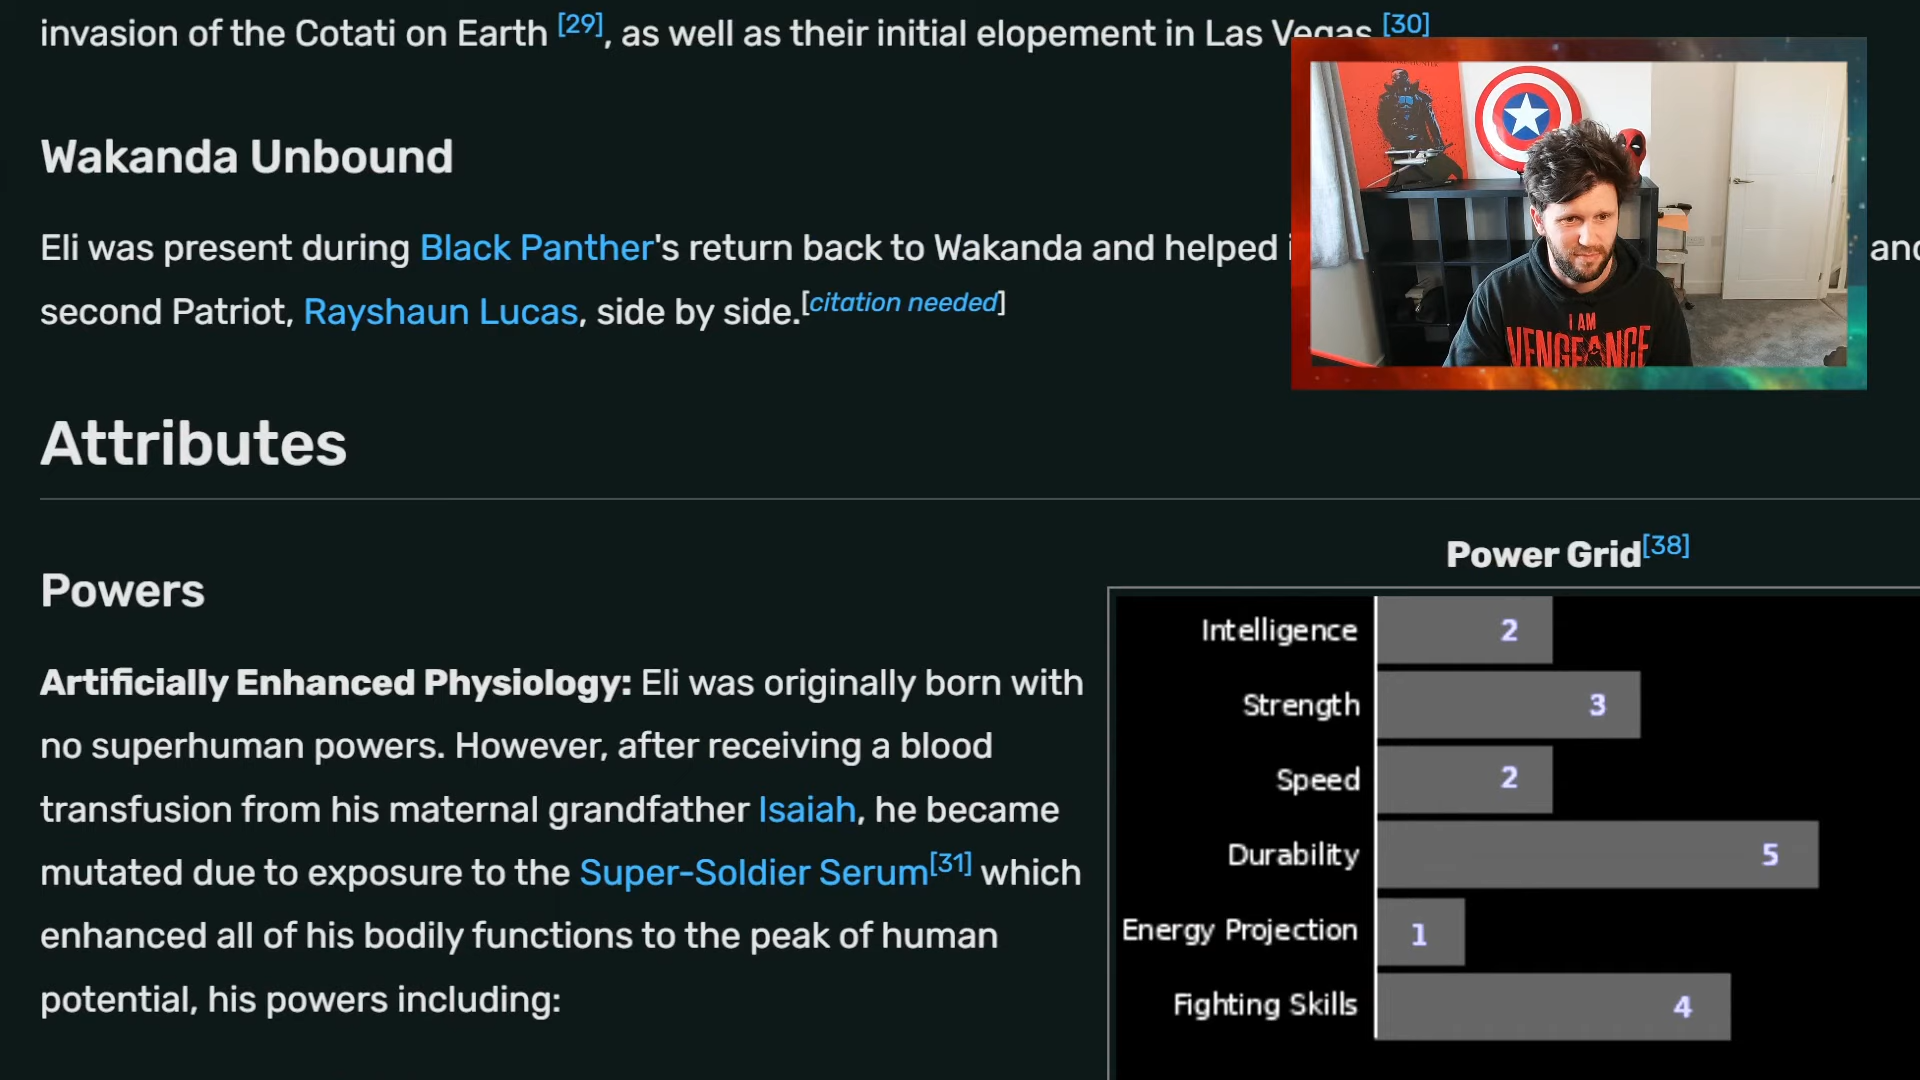 invasion of the Cotati on Earth [29], as well as their initial elopement in Las Vegas [30]
Wakanda Unbound
Eli was present during Black Panther's return back to Wakanda and helped
second Patriot, Rayshaun Lucas, side by side.[citation needed]
I AM
VENGEANCE
Attributes
Powers
Artificially Enhanced Physiology: Eli was originally born with
no superhuman powers. However, after receiving a blood
transfusion from his maternal grandfather Isaiah, he became
mutated due to exposure to the Super-Soldier Serum[31] which
enhanced all of his bodily functions to the peak of human
potential, his powers including:
Power Grid[38]
Intelligence 2
Strength 3
Speed 2
Durability 5
Energy Projection 1
Fighting Skills 4